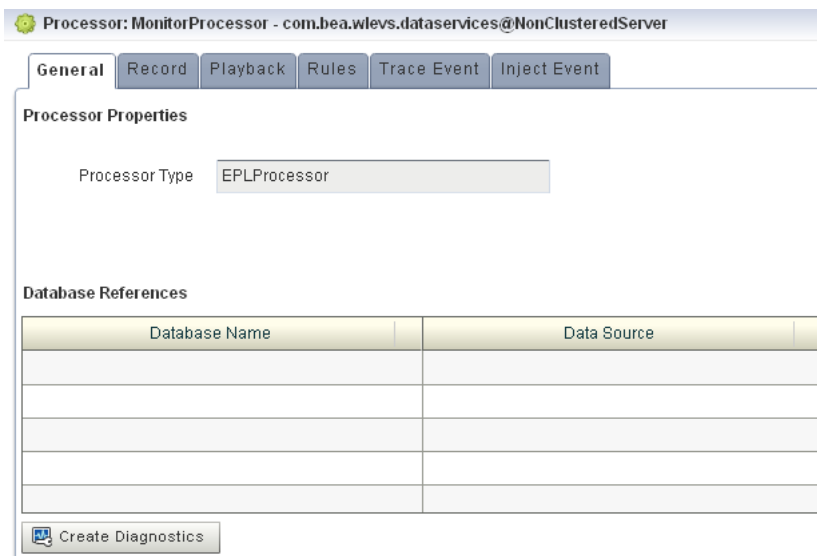 Processor: MonitorProcessor - com.bea.wlevs.dataservices@NonClusteredServer
General Record Playback Rules Trace Event Inject Event
Processor Properties
Processor Type EPLProcessor
Database References
Database Name Data Source
Create Diagnostics